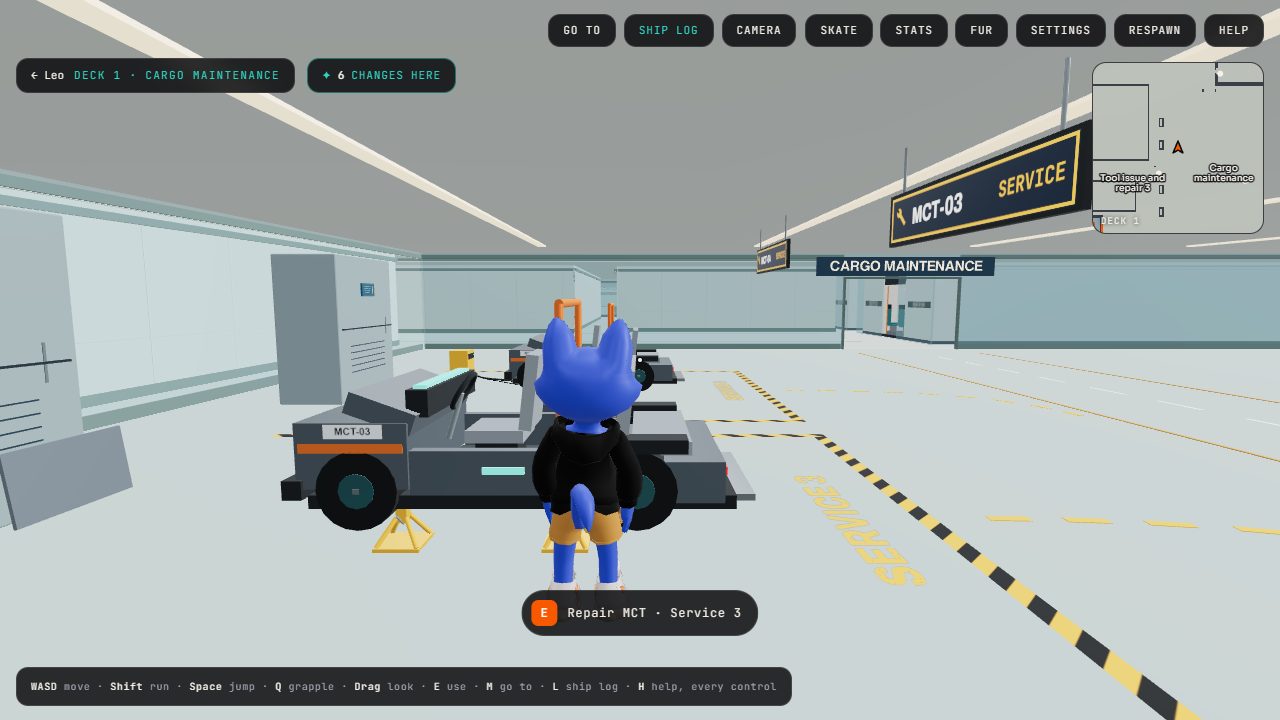 GO TO
SHIP LOG
CAMERA
SKATE
STATS
FUR
SETTINGS
RESPAWN
HELP
← Leo DECK 1 · CARGO MAINTENANCE
✦ 6 CHANGES HERE
Tool issue and
repair 3
Cargo
maintenance
DECK 1
MCT-03 SERVICE
CARGO MAINTENANCE
MCT-03
SERVICE 3
E Repair MCT · Service 3
WASD move · Shift run · Space jump · Q grapple · Drag look · E use · M go to · L ship log · H help, every control